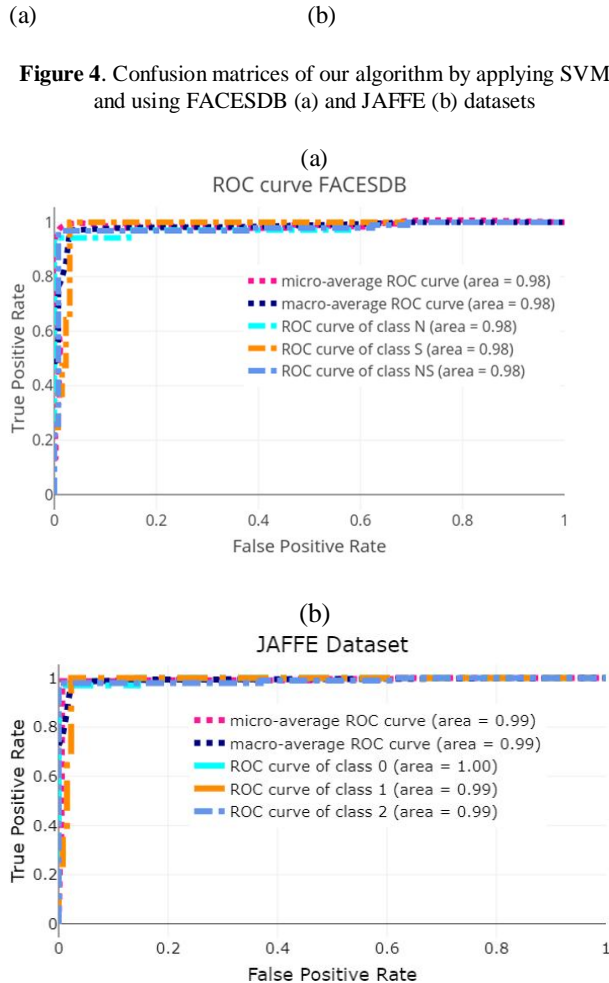 (a) (b)
Figure 4. Confusion matrices of our algorithm by applying SVM
and using FACESDB (a) and JAFFE (b) datasets
(a)
ROC curve FACESDB
True Positive Rate
1
0.8
0.6
0.4
0.2
0
micro-average ROC curve (area = 0.98)
macro-average ROC curve (area = 0.98)
ROC curve of class N (area = 0.98)
ROC curve of class S (area = 0.98)
ROC curve of class NS (area = 0.98)
0 0.2 0.4 0.6 0.8 1
False Positive Rate
(b)
JAFFE Dataset
True Positive Rate
1
0.8
0.6
0.4
0.2
0
micro-average ROC curve (area = 0.99)
macro-average ROC curve (area = 0.99)
ROC curve of class 0 (area = 1.00)
ROC curve of class 1 (area = 0.99)
ROC curve of class 2 (area = 0.99)
0 0.2 0.4 0.6 0.8 1
False Positive Rate